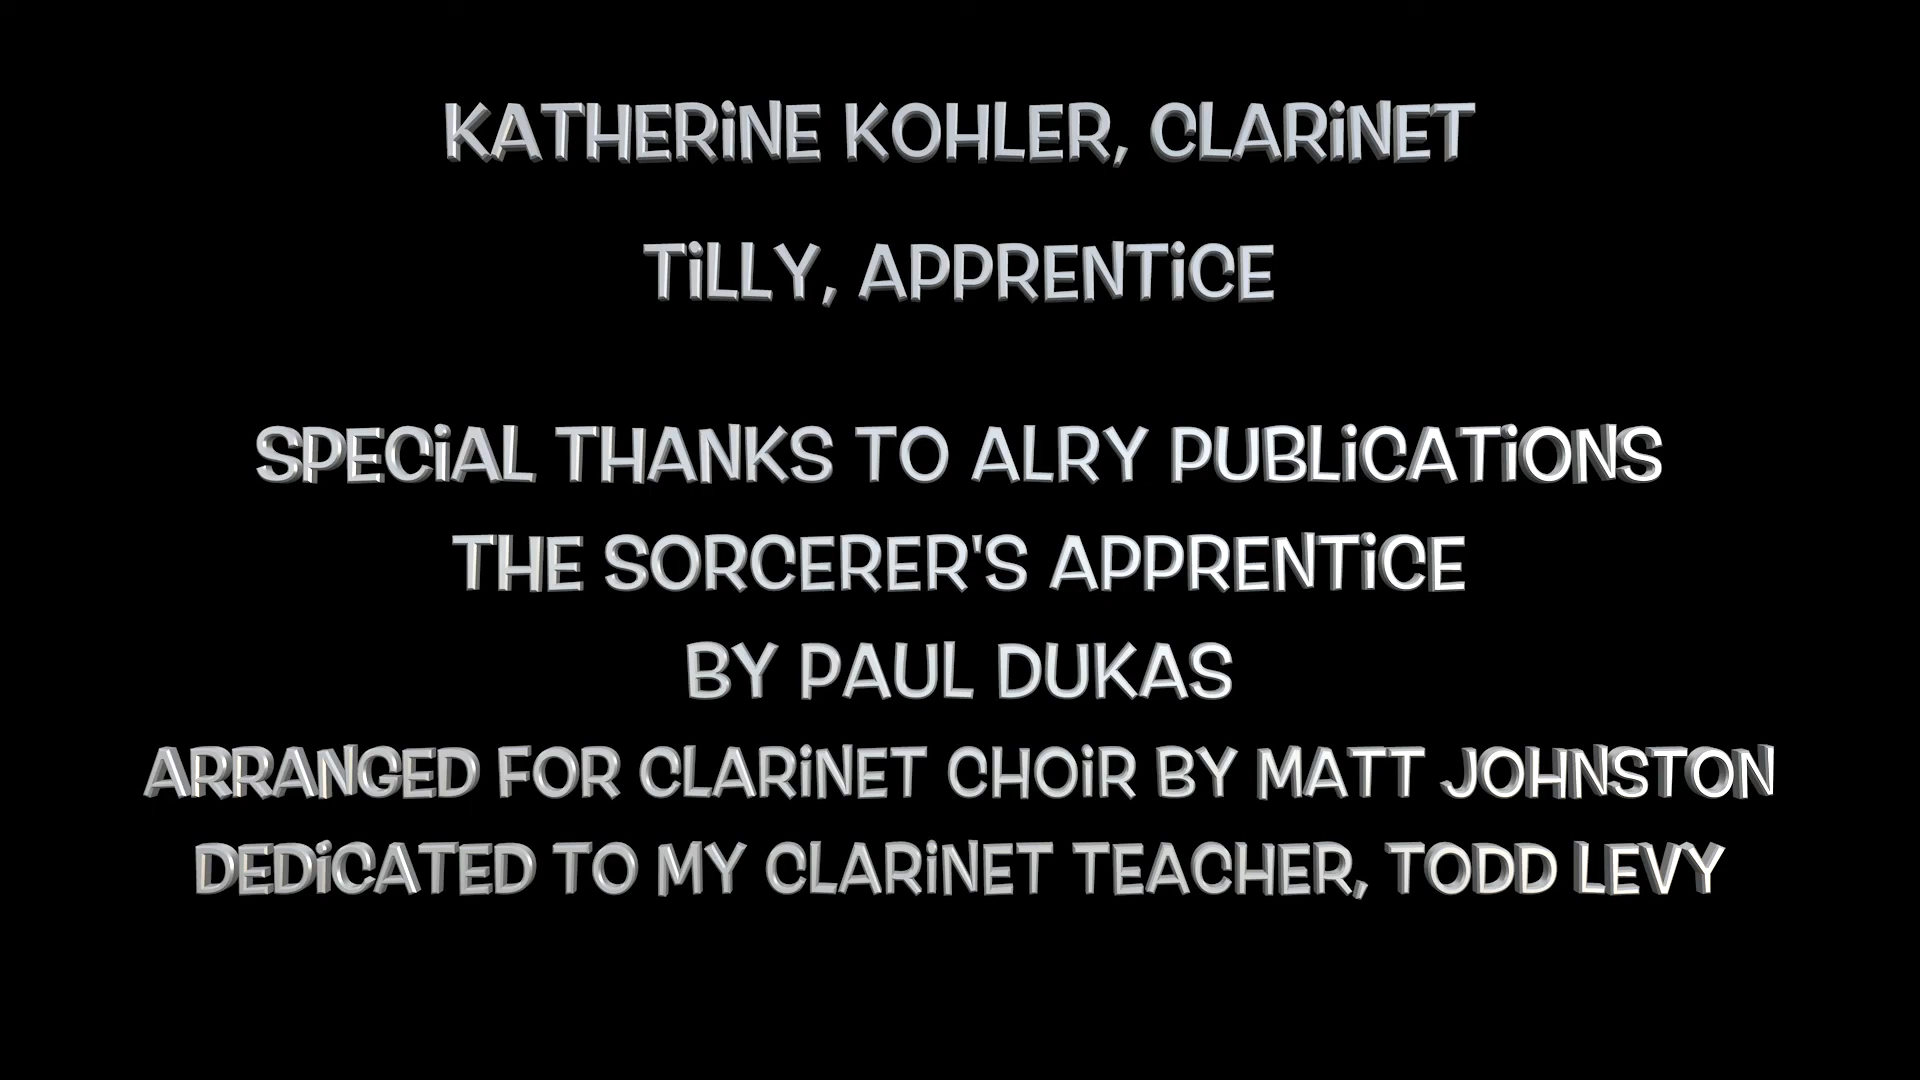 KATHERiNE KOHLER, CLARiNET
TiLLY, APPRENTiCE
SPECiAL THANKS TO ALRY PUBLiCATiONS
THE SORCERER'S APPRENTiCE
BY PAUL DUKAS
ARRANGED FOR CLARiNET CHOiR BY MATT JOHNSTON
DEDiCATED TO MY CLARiNET TEACHER, TODD LEVY